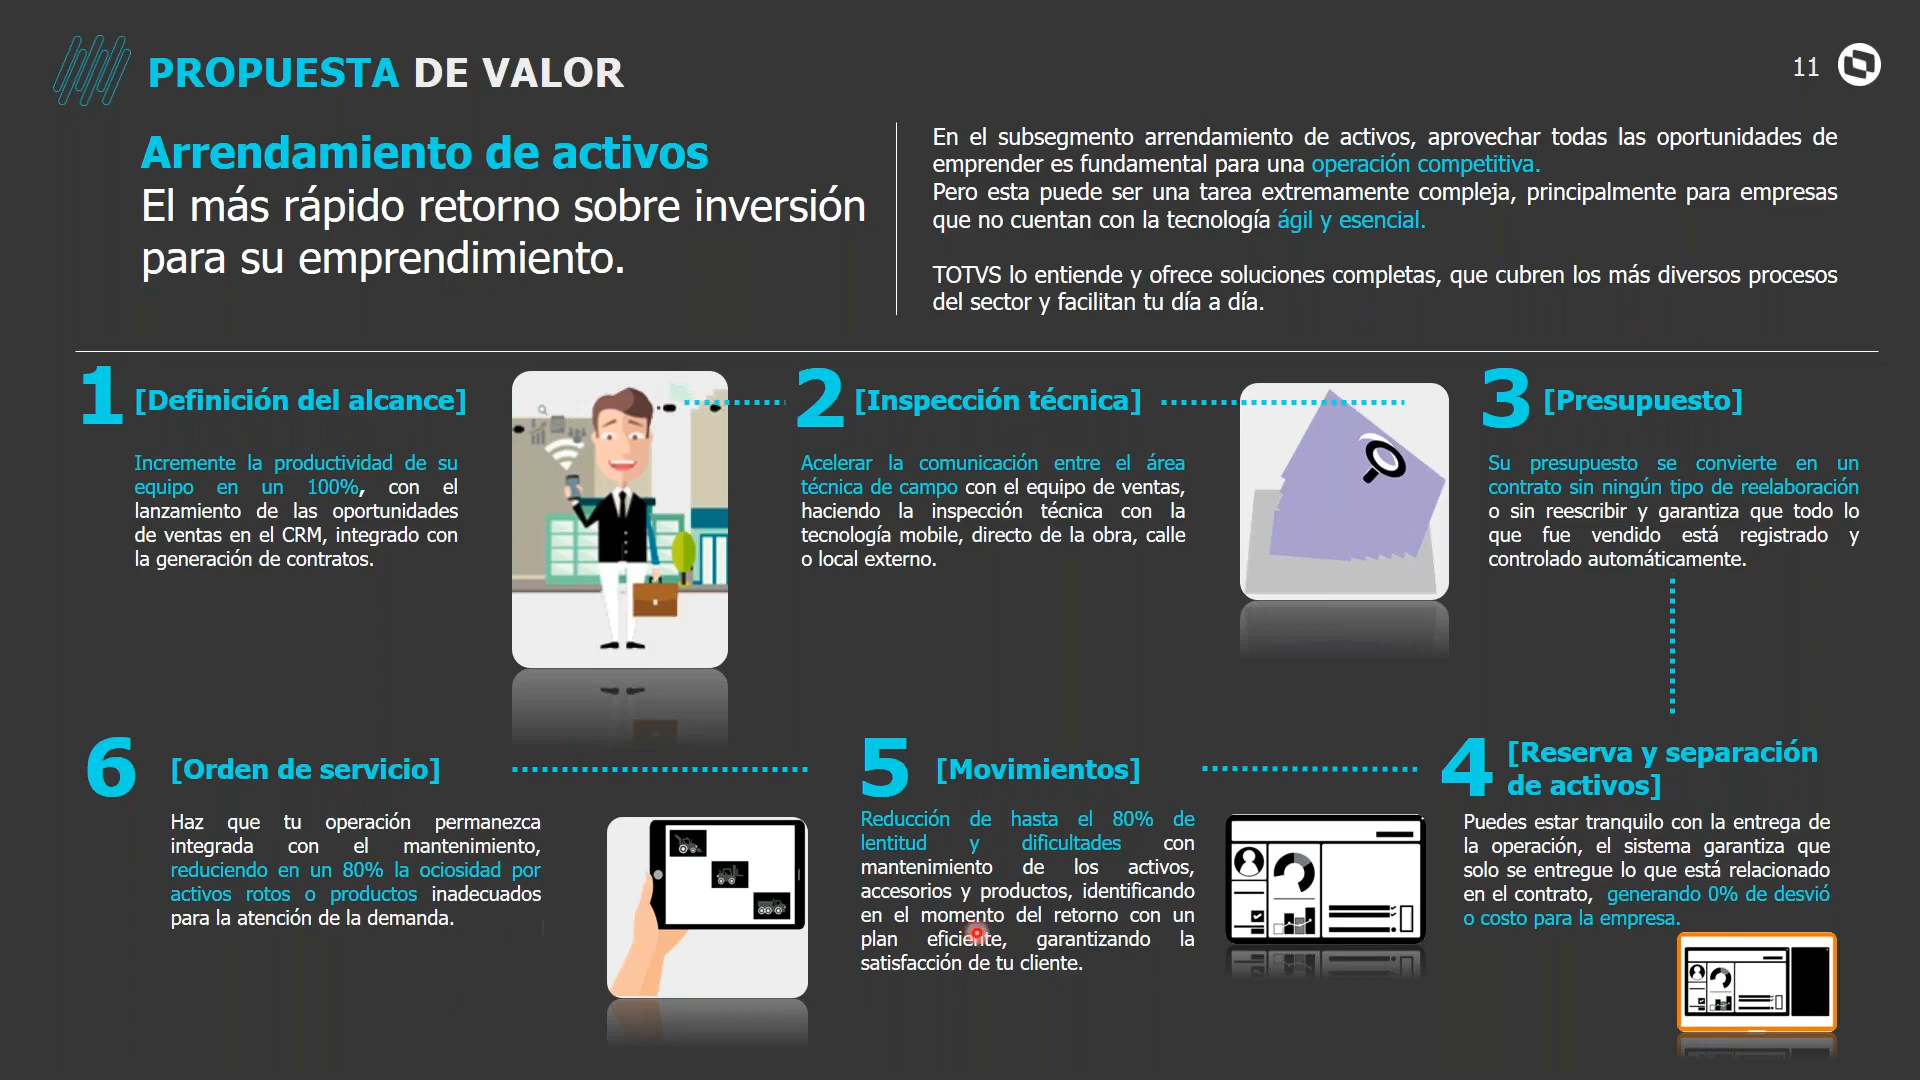 PROPUESTA DE VALOR
11
Arrendamiento de activos
El más rápido retorno sobre inversión
para su emprendimiento.
En el subsegmento arrendamiento de activos, aprovechar todas las oportunidades de
emprender es fundamental para una operación competitiva.
Pero esta puede ser una tarea extremamente compleja, principalmente para empresas
que no cuentan con la tecnología ágil y esencial.
TOTVS lo entiende y ofrece soluciones completas, que cubren los más diversos procesos
del sector y facilitan tu día a día.
1 [Definición del alcance]
Incremente la productividad de su
equipo en un 100%, con el
lanzamiento de las oportunidades
de ventas en el CRM, integrado con
la generación de contratos.
2 [Inspección técnica]
Acelerar la comunicación entre el área
técnica de campo con el equipo de ventas,
haciendo la inspección técnica con la
tecnología mobile, directo de la obra, calle
o local externo.
3 [Presupuesto]
Su presupuesto se convierte en un
contrato sin ningún tipo de reelaboración
o sin reescribir y garantiza que todo lo
que fue vendido está registrado y
controlado automáticamente.
4 [Reserva y separación
de activos]
Puedes estar tranquilo con la entrega de
la operación, el sistema garantiza que
solo se entregue lo que está relacionado
en el contrato, generando 0% de desvió
o costo para la empresa.
5 [Movimientos]
Reducción de hasta el 80% de
lentitud y dificultades con
mantenimiento de los activos,
accesorios y productos, identificando
en el momento del retorno con un
plan eficiente, garantizando la
satisfacción de tu cliente.
6 [Orden de servicio]
Haz que tu operación permanezca
integrada con el mantenimiento,
reduciendo en un 80% la ociosidad por
activos rotos o productos inadecuados
para la atención de la demanda.